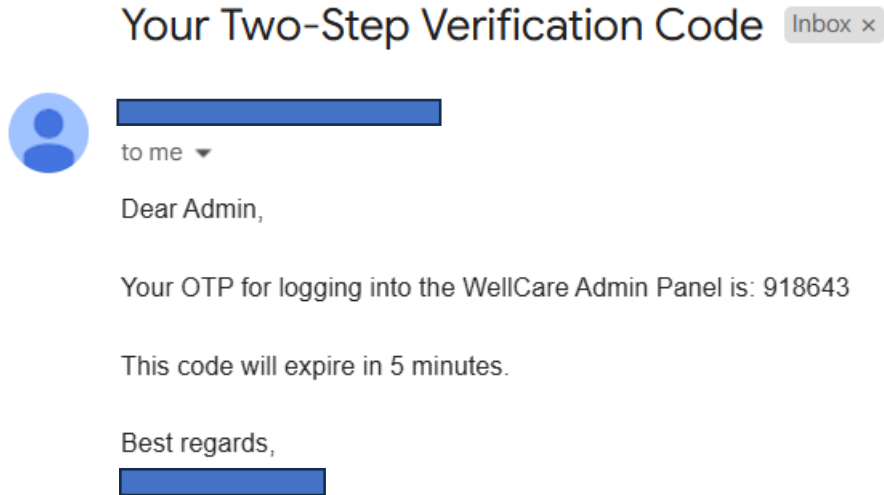 Your Two-Step Verification Code Inbox ×
to me
Dear Admin,
Your OTP for logging into the WellCare Admin Panel is: 918643
This code will expire in 5 minutes.
Best regards,